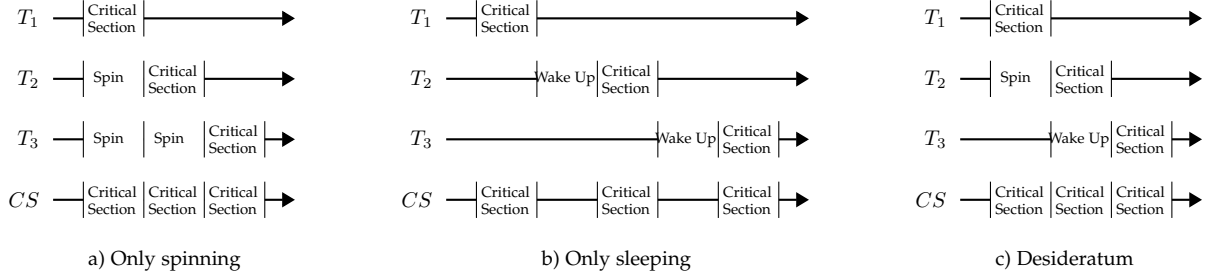 T1 Critical Section
T2 Spin Critical Section
T3 Spin Spin Critical Section
CS Critical Section Critical Section Critical Section
a) Only spinning
T1 Critical Section
T2 Wake Up Critical Section
T3 Wake Up Critical Section
CS Critical Section Critical Section Critical Section
b) Only sleeping
T1 Critical Section
T2 Spin Critical Section
T3 Wake Up Critical Section
CS Critical Section Critical Section Critical Section
c) Desideratum